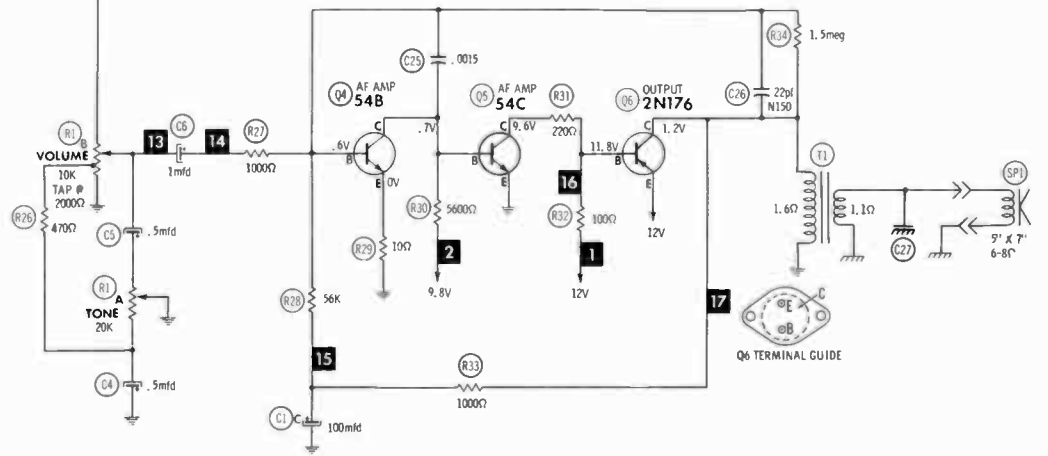 R34
1.5meg
C25
.0015
Q4 AF AMP
54B
Q5 AF AMP
54C
R31
Q6 OUTPUT
2N176
C26
22pf
N150
R1
B
VOLUME
10K
TAP @
2000Ω
13
C6
14
R27
1mfd
1000Ω
.6V
B
C
E
0V
.7V
B
C
9.6V
E
220Ω
11.8V
B
C
1.2V
E
12V
16
T1
1.6Ω
1.1Ω
SP1
C27
5" X 7"
6-8Ω
R26
470Ω
C5
.5mfd
R30
5600Ω
R32
100Ω
R29
10Ω
2
9.8V
1
12V
R1
A
TONE
20K
R28
56K
17
E
C
B
Q6 TERMINAL GUIDE
15
R33
1000Ω
C4
.5mfd
C1
C
100mfd